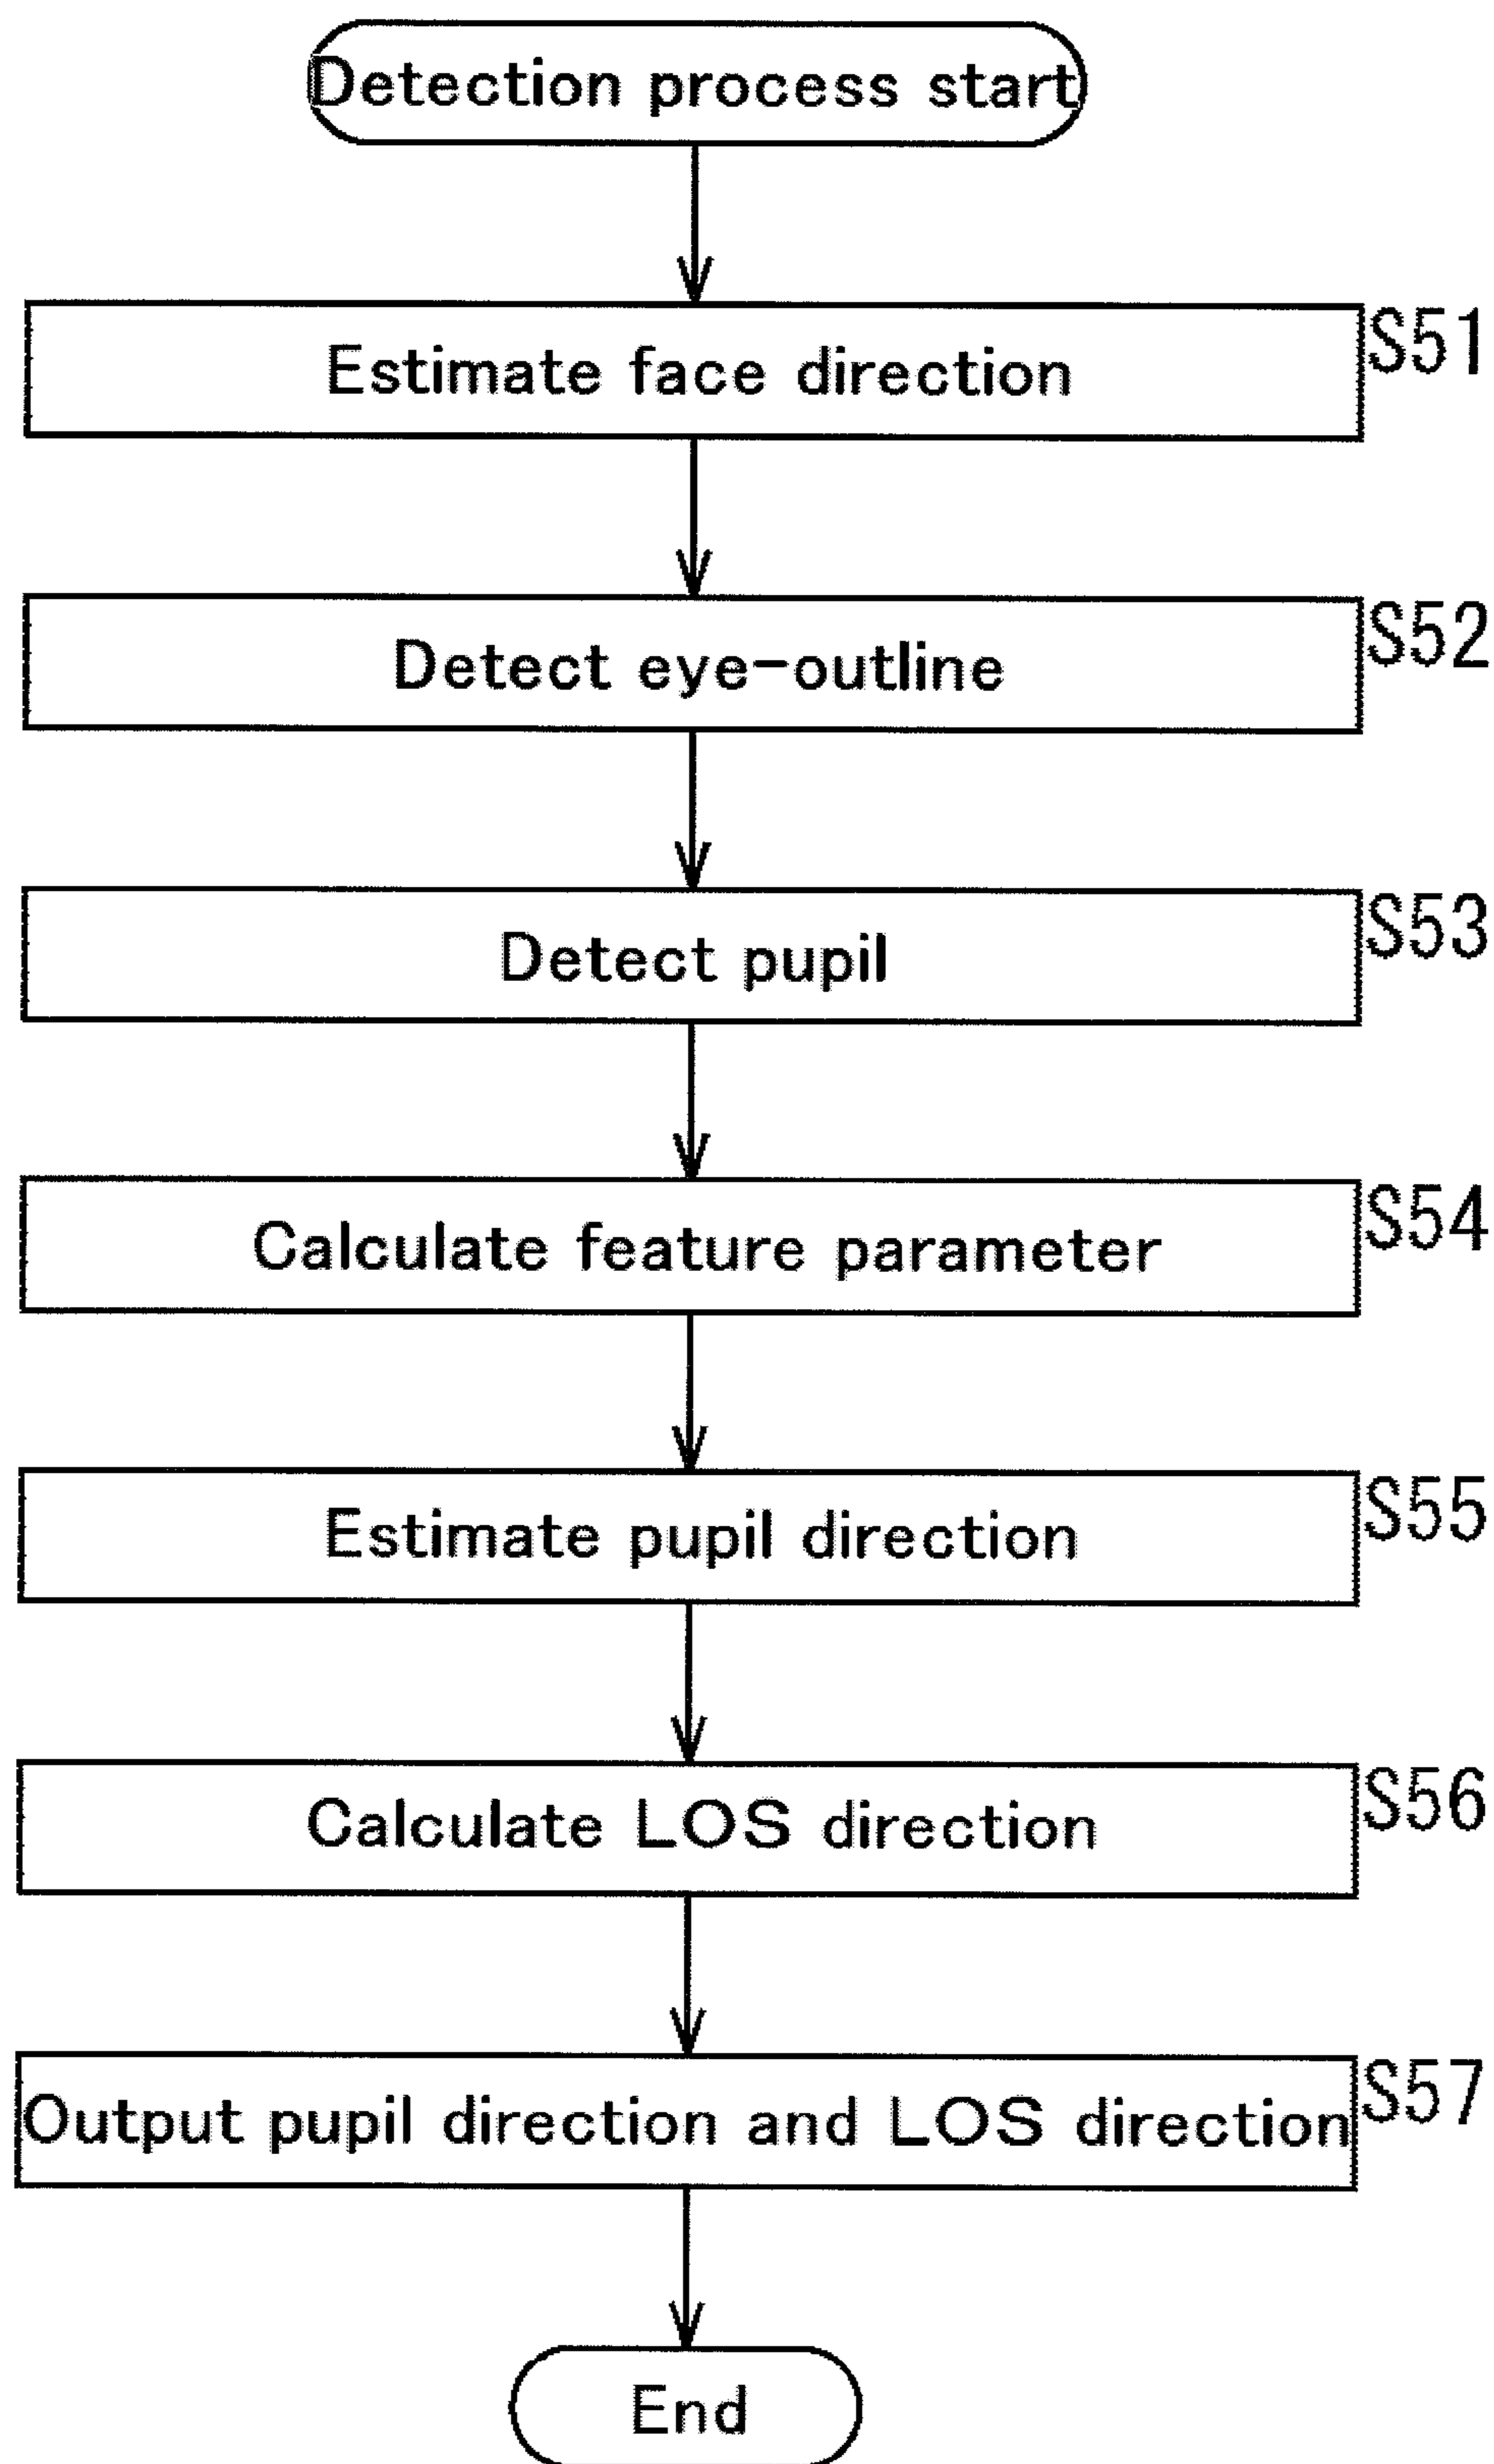 Detection process start
S51
Estimate face direction
S52
Detect eye-outline
S53
Detect pupil
S54
Calculate feature parameter
S55
Estimate pupil direction
S56
Calculate LOS direction
S57
Output pupil direction and LOS direction
End